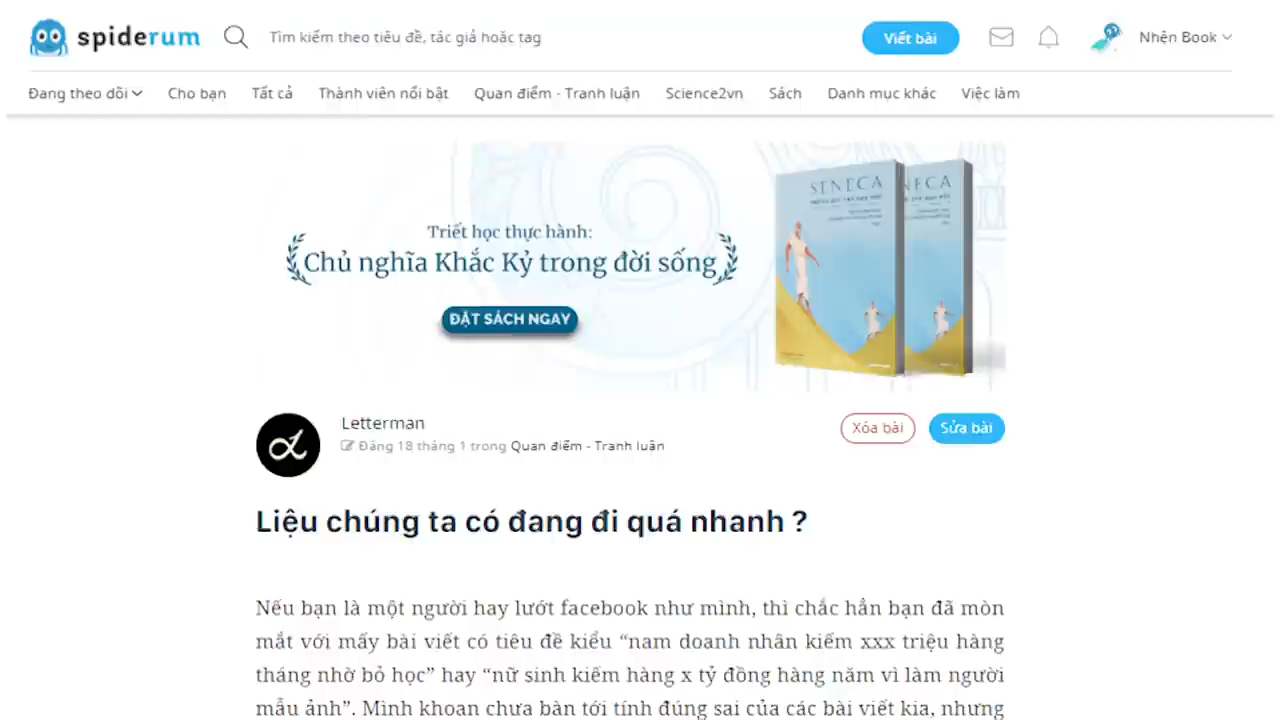 spiderum
Tìm kiếm theo tiêu đề, tác giả hoặc tag
Viết bài
Nhện Book
Đang theo dõi
Cho bạn
Tất cả
Thành viên nổi bật
Quan điểm - Tranh luận
Science2vn
Sách
Danh mục khác
Việc làm
Triết học thực hành:
Chủ nghĩa Khắc Kỷ trong đời sống
ĐẶT SÁCH NGAY
SENECA
NECA
Letterman
Đăng 18 tháng 1 trong Quan điểm - Tranh luận
Xóa bài
Sửa bài
Liệu chúng ta có đang đi quá nhanh ?
Nếu bạn là một người hay lướt facebook như mình, thì chắc hẳn bạn đã mòn
mắt với mấy bài viết có tiêu đề kiểu “nam doanh nhân kiếm xxx triệu hàng
tháng nhờ bỏ học” hay “nữ sinh kiếm hàng x tỷ đồng hàng năm vì làm người
mẫu ảnh”. Mình khoan chưa bàn tới tính đúng sai của các bài viết kia, nhưng